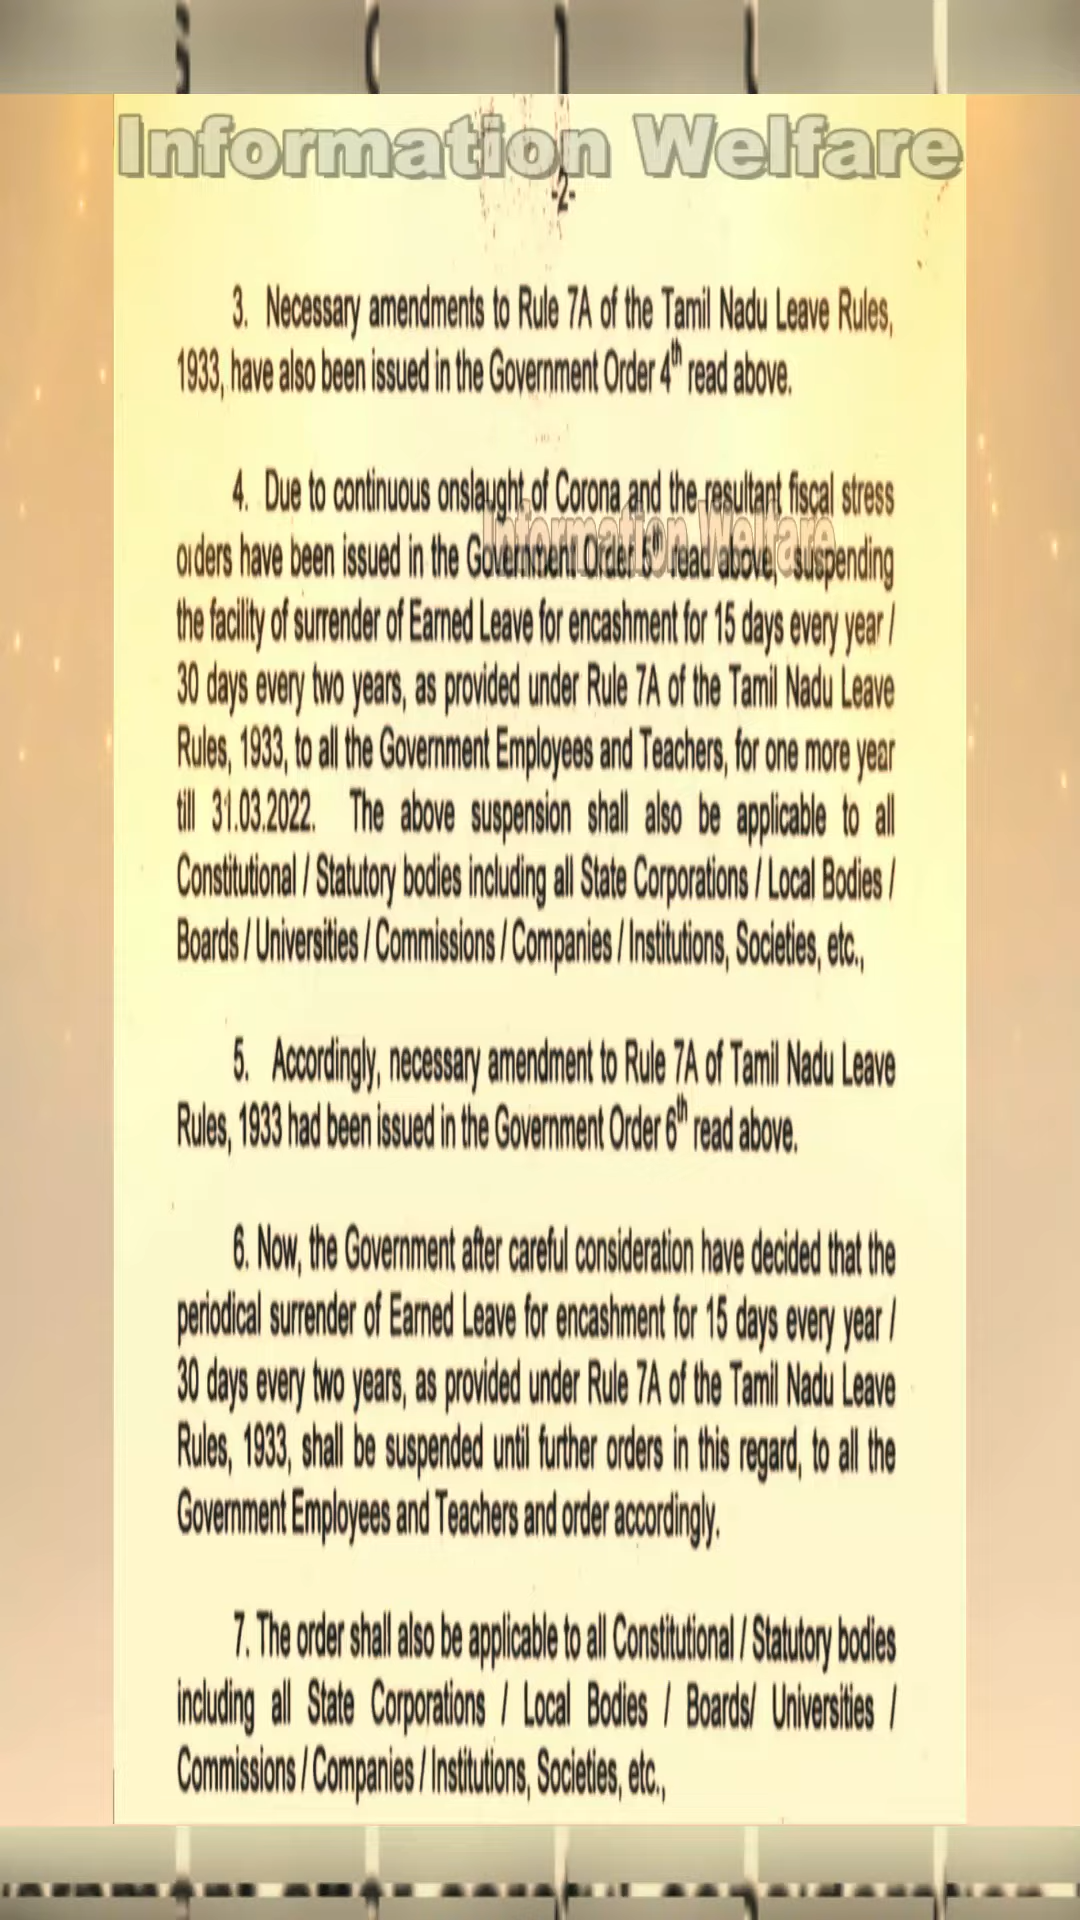 Information Welfare
-2-
3. Necessary amendments to Rule 7A of the Tamil Nadu Leave Rules,
1933, have also been issued in the Government Order 4th read above.
4. Due to continuous onslaught of Corona and the resultant fiscal stress
orders have been issued in the Government Order 5th read above, suspending
Information Welfare
the facility of surrender of Earned Leave for encashment for 15 days every year /
30 days every two years, as provided under Rule 7A of the Tamil Nadu Leave
Rules, 1933, to all the Government Employees and Teachers, for one more year
till 31.03.2022. The above suspension shall also be applicable to all
Constitutional / Statutory bodies including all State Corporations / Local Bodies /
Boards / Universities / Commissions / Companies / Institutions, Societies, etc.,
5. Accordingly, necessary amendment to Rule 7A of Tamil Nadu Leave
Rules, 1933 had been issued in the Government Order 6th read above.
6. Now, the Government after careful consideration have decided that the
periodical surrender of Earned Leave for encashment for 15 days every year /
30 days every two years, as provided under Rule 7A of the Tamil Nadu Leave
Rules, 1933, shall be suspended until further orders in this regard, to all the
Government Employees and Teachers and order accordingly.
7. The order shall also be applicable to all Constitutional / Statutory bodies
including all State Corporations / Local Bodies / Boards/ Universities /
Commissions / Companies / Institutions, Societies, etc.,